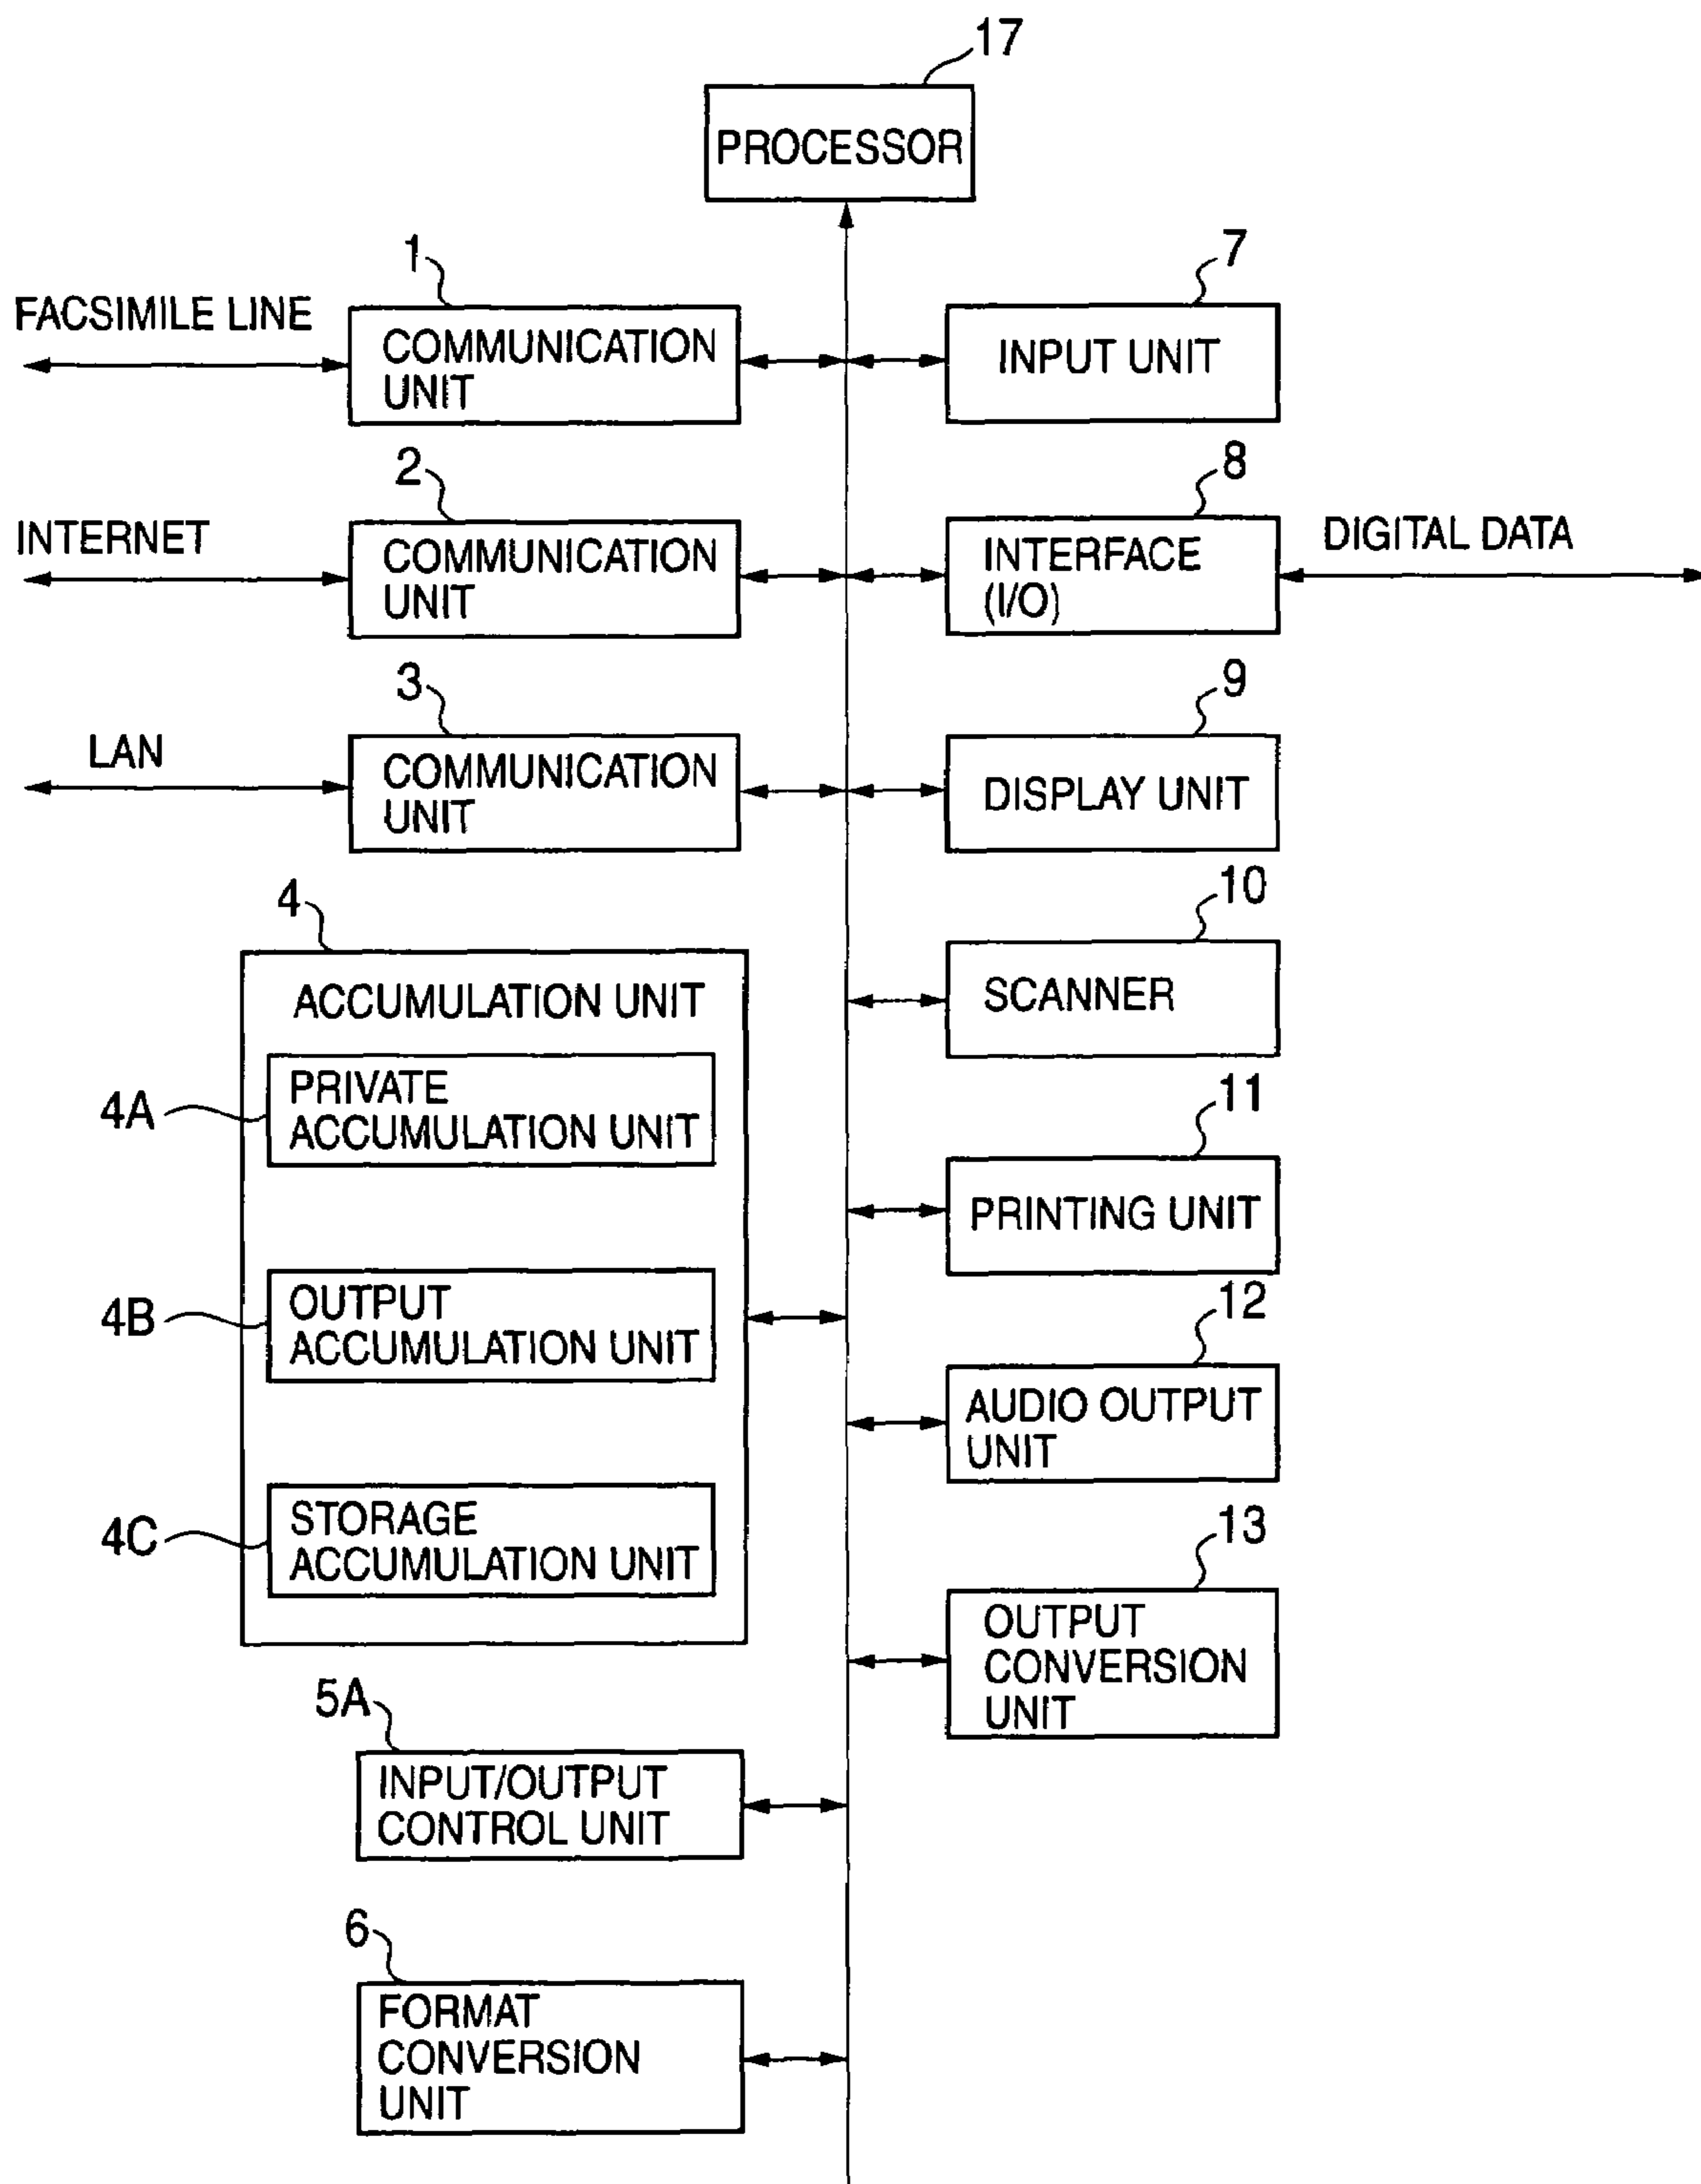 17
PROCESSOR
1
7
FACSIMILE LINE
COMMUNICATION
UNIT
INPUT UNIT
2
8
INTERNET
COMMUNICATION
UNIT
INTERFACE
(I/O)
DIGITAL DATA
3
9
LAN
COMMUNICATION
UNIT
DISPLAY UNIT
4
10
ACCUMULATION UNIT
SCANNER
4A
PRIVATE
ACCUMULATION UNIT
11
PRINTING UNIT
4B
OUTPUT
ACCUMULATION UNIT
12
AUDIO OUTPUT
UNIT
4C
STORAGE
ACCUMULATION UNIT
13
OUTPUT
CONVERSION
UNIT
5A
INPUT/OUTPUT
CONTROL UNIT
6
FORMAT
CONVERSION
UNIT